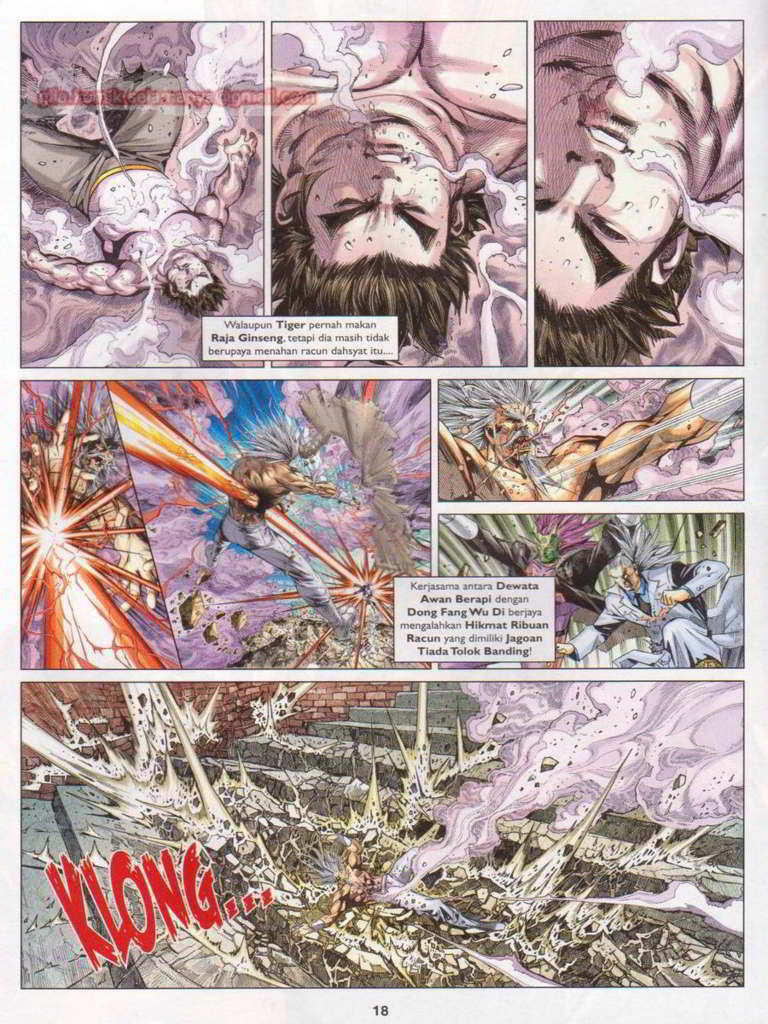 Walaupun Tiger pernah makan
Raja Ginseng, tetapi dia masih tidak
berupaya menahan racun dahsyat itu....
Kerjasama antara Dewata
Awan Berapi dengan
Dong Fang Wu Di berjaya
mengalahkan Hikmat Ribuan
Racun yang dimiliki Jagoan
Tiada Tolok Banding!
KLONG...
18